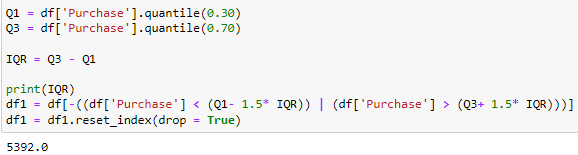 Q1 = df['Purchase'].quantile(0.30)
Q3 = df['Purchase'].quantile(0.70)
IQR = Q3 - Q1
print(IQR)
df1 = df[-((df['Purchase'] < (Q1- 1.5* IQR)) | (df['Purchase'] > (Q3+ 1.5* IQR)))]
df1 = df1.reset_index(drop = True)
5392.0